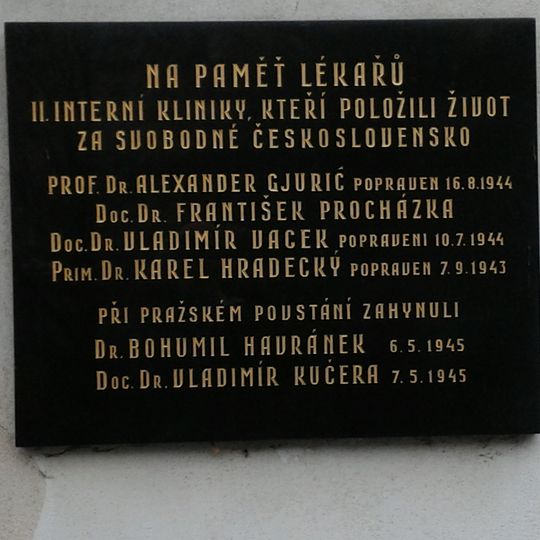 NA PAMĚŤ LÉKAŘŮ
II. INTERNÍ KLINIKY, KTEŘÍ POLOŽILI ŽIVOT
ZA SVOBODNÉ ČESKOSLOVENSKO
PROF. DR. ALEXANDER GJURIĆ POPRAVEN 16.8.1944
DOC. DR. FRANTIŠEK PROCHÁZKA
DOC. DR. VLADIMÍR VACEK POPRAVENI 10.7.1944
PRIM. DR. KAREL HRADECKÝ POPRAVEN 7.9.1943
PŘI PRAŽSKÉM POVSTÁNÍ ZAHYNULI
DR. BOHUMIL HAVRÁNEK 6.5.1945
DOC. DR. VLADIMÍR KUČERA 7.5.1945